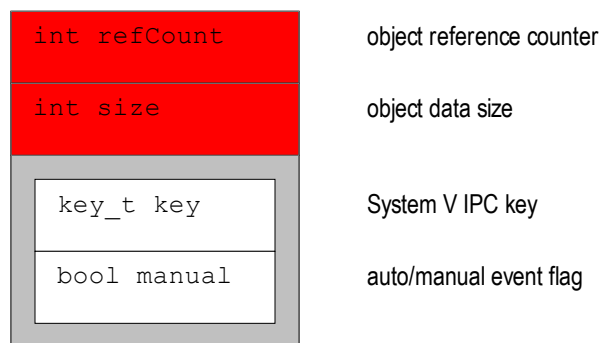 int refCount object reference counter
int size object data size
key_t key System V IPC key
bool manual auto/manual event flag